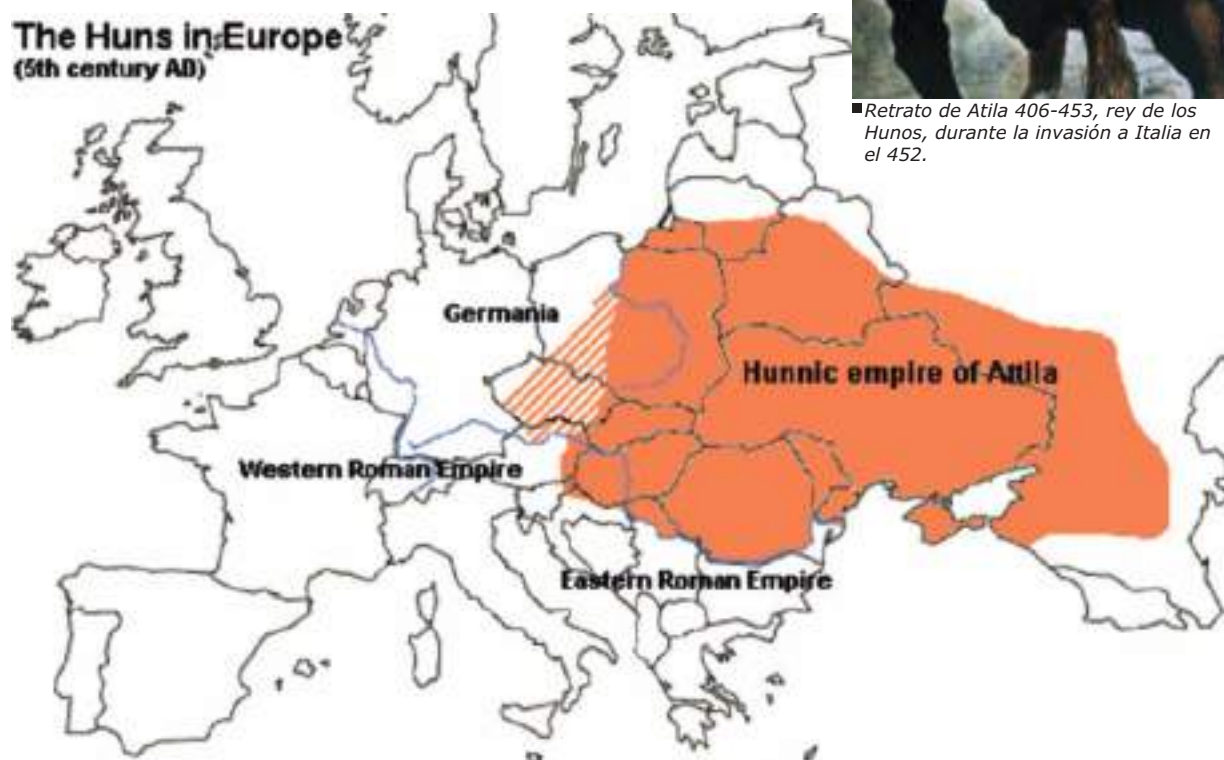 The Huns in Europe
(5th century AD)
■Retrato de Atila 406-453, rey de los
Hunos, durante la invasión a Italia en
el 452.
Germania
Hunnic empire of Attila
Western Roman Empire
Eastern Roman Empire